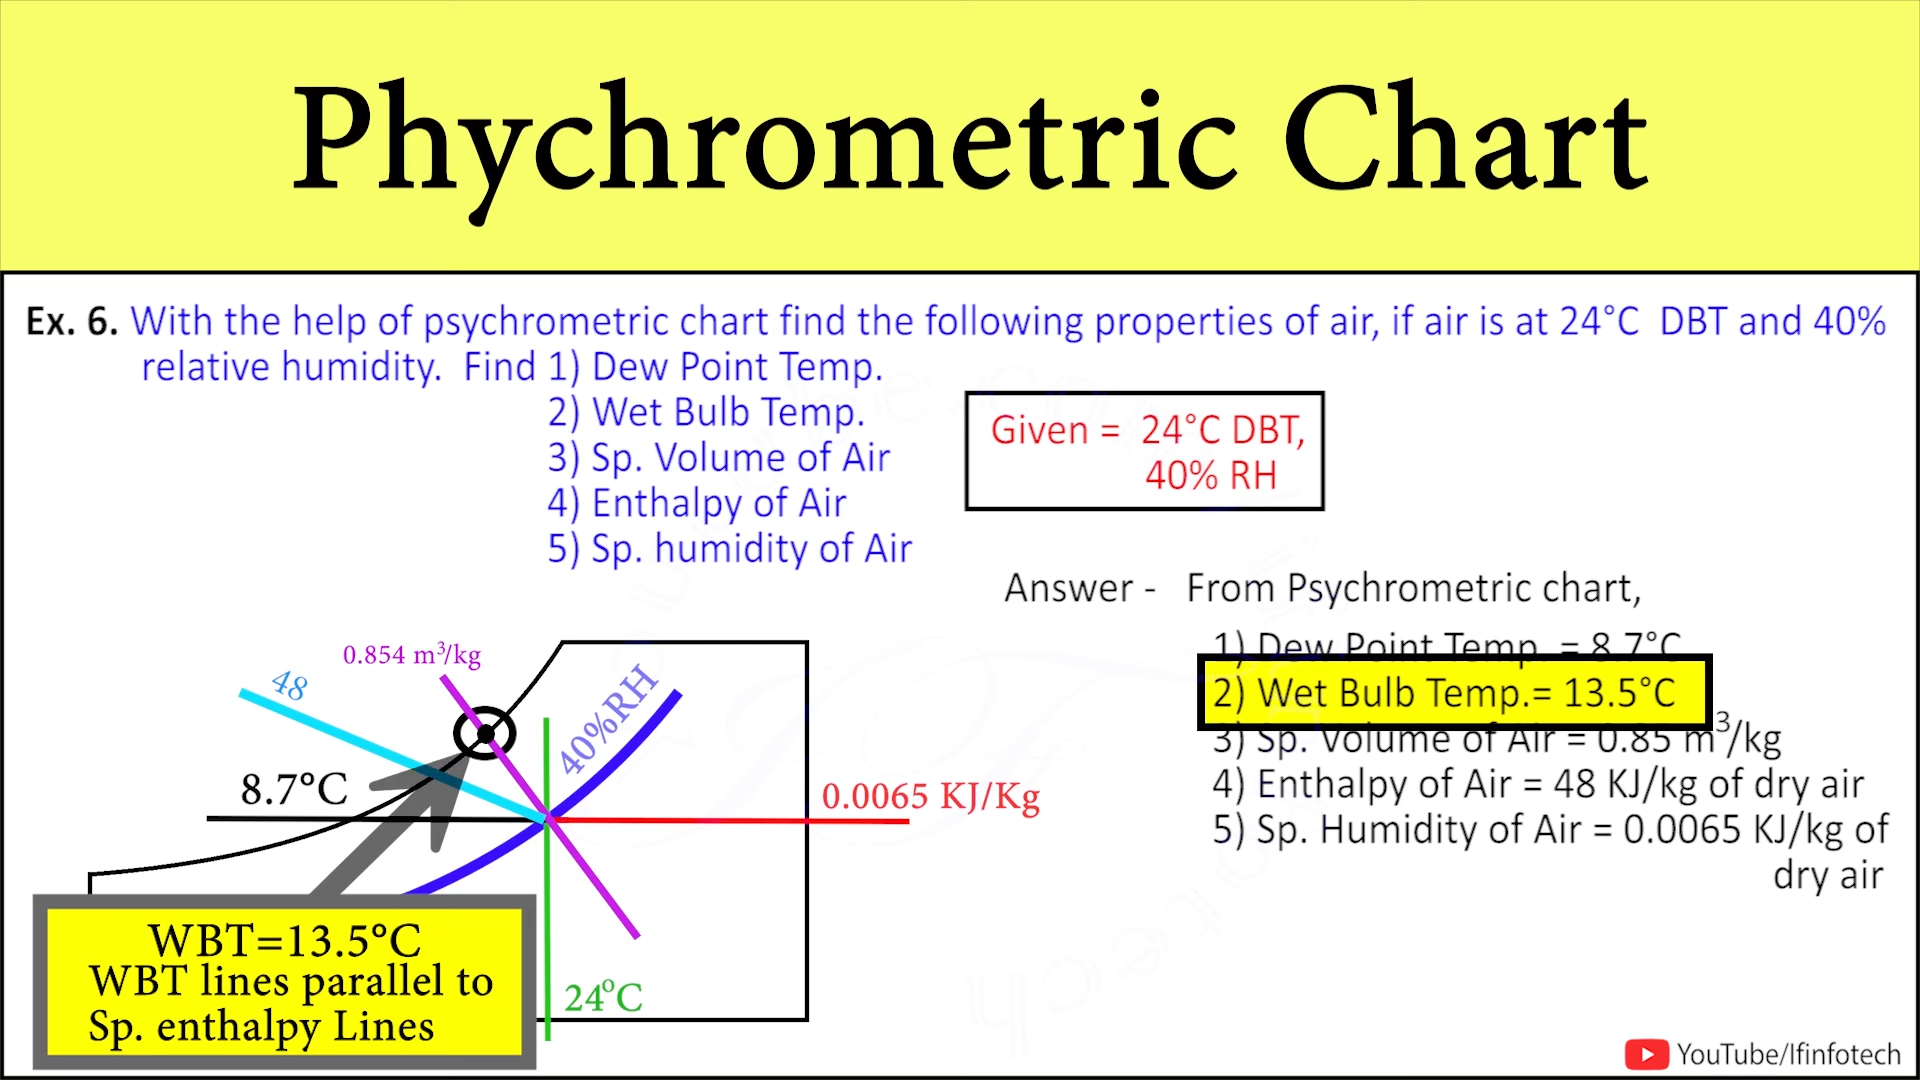 Phychrometric Chart
Ex. 6. With the help of psychrometric chart find the following properties of air, if air is at 24°C DBT and 40%
relative humidity. Find 1) Dew Point Temp.
2) Wet Bulb Temp.
3) Sp. Volume of Air
4) Enthalpy of Air
5) Sp. humidity of Air
Given = 24°C DBT,
40% RH
Answer - From Psychrometric chart,
1) Dew Point Temp. = 8.7°C
2) Wet Bulb Temp.= 13.5°C
3) Sp. Volume of Air = 0.85 m³/kg
4) Enthalpy of Air = 48 KJ/kg of dry air
5) Sp. Humidity of Air = 0.0065 KJ/kg of
dry air
0.854 m³/kg
48
40%RH
8.7°C
0.0065 KJ/Kg
WBT=13.5°C
WBT lines parallel to
Sp. enthalpy Lines
24°C
YouTube/lfinfotech